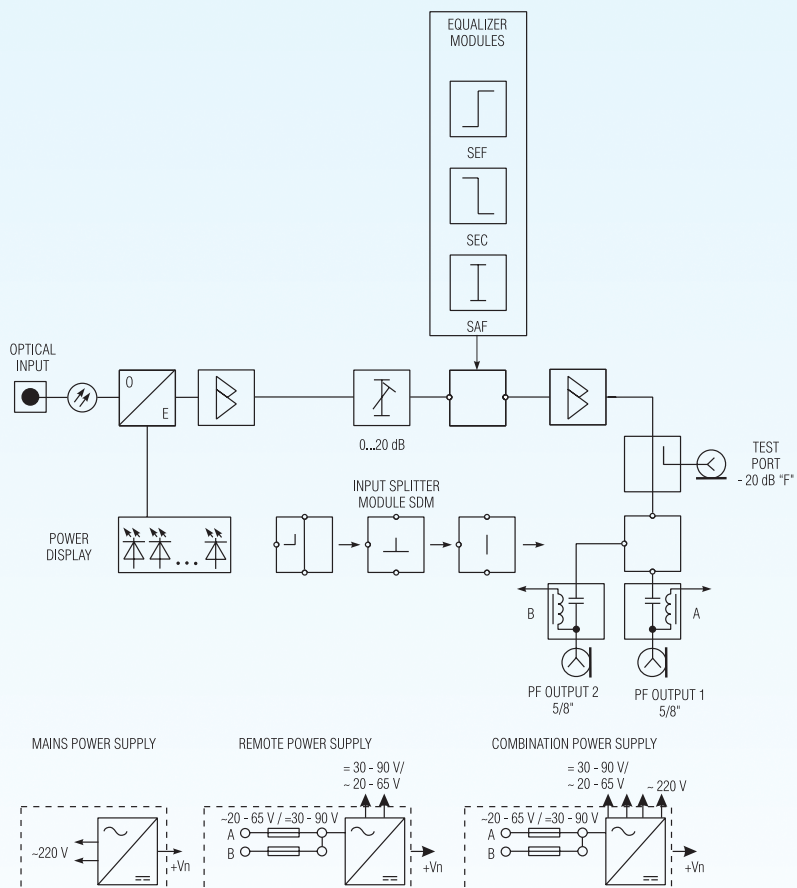 EQUALIZER
MODULES
SEF
SEC
SAF
OPTICAL
INPUT
O
E
0...20 dB
TEST
PORT
- 20 dB "F"
INPUT SPLITTER
MODULE SDM
POWER
DISPLAY
B
A
PF OUTPUT 2
5/8"
PF OUTPUT 1
5/8"
MAINS POWER SUPPLY
~220 V
+Vn
REMOTE POWER SUPPLY
= 30 - 90 V/
~ 20 - 65 V
~20 - 65 V / =30 - 90 V
A
B
+Vn
COMBINATION POWER SUPPLY
= 30 - 90 V/
~ 20 - 65 V
~ 220 V
~20 - 65 V / =30 - 90 V
A
B
+Vn